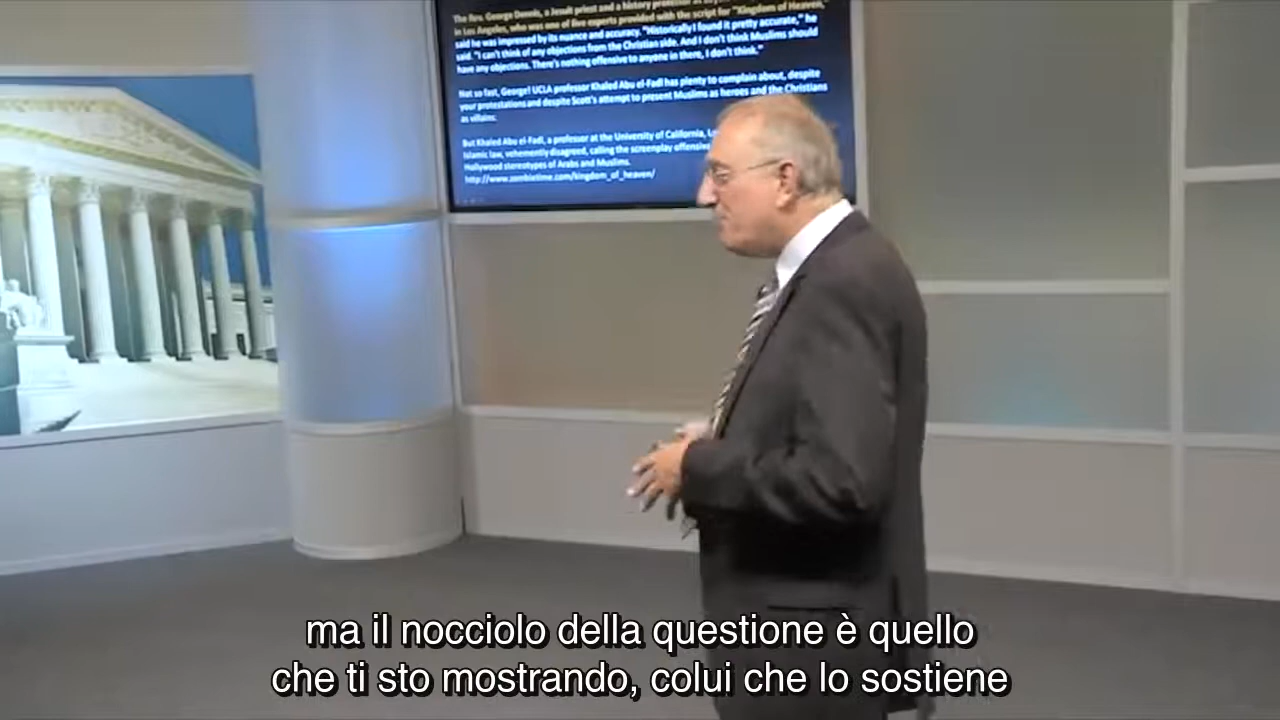 The Rev. George Dennis, a Jesuit priest and a history professor at
in Los Angeles, who was one of five experts provided with the script for "Kingdom of Heaven,"
said he was impressed by its nuance and accuracy. "Historically I found it pretty accurate," he
said. "I can't think of any objections from the Christian side. And I don't think Muslims should
have any objections. There's nothing offensive to anyone in there, I don't think."
Not so fast, George! UCLA professor Khaled Abu el-Fadl has plenty to complain about, despite
your protestations and despite Scott's attempt to present Muslims as heroes and the Christians
as villains:
But Khaled Abu el-Fadl, a professor at the University of California,
Islamic law, vehemently disagreed, calling the screenplay offensive
Hollywood stereotypes of Arabs and Muslims.
http://www.zombietime.com/kingdom_of_heaven/
ma il nocciolo della questione è quello
che ti sto mostrando, colui che lo sostiene